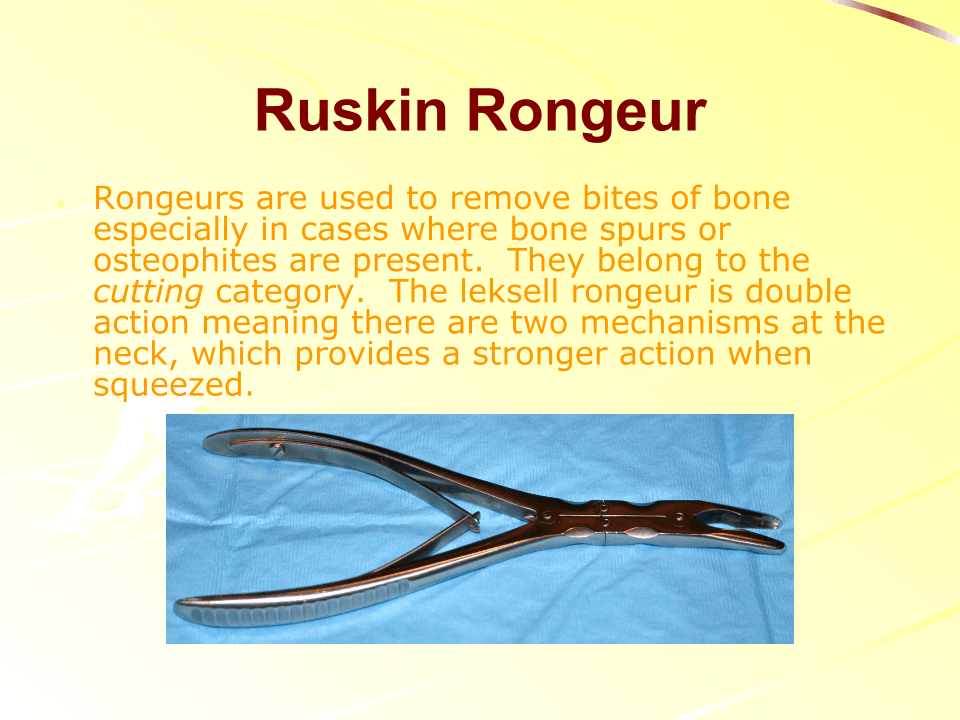 Ruskin Rongeur
Rongeurs are used to remove bites of bone
especially in cases where bone spurs or
osteophites are present.  They belong to the
cutting category.  The leksell rongeur is double
action meaning there are two mechanisms at the
neck, which provides a stronger action when
squeezed.